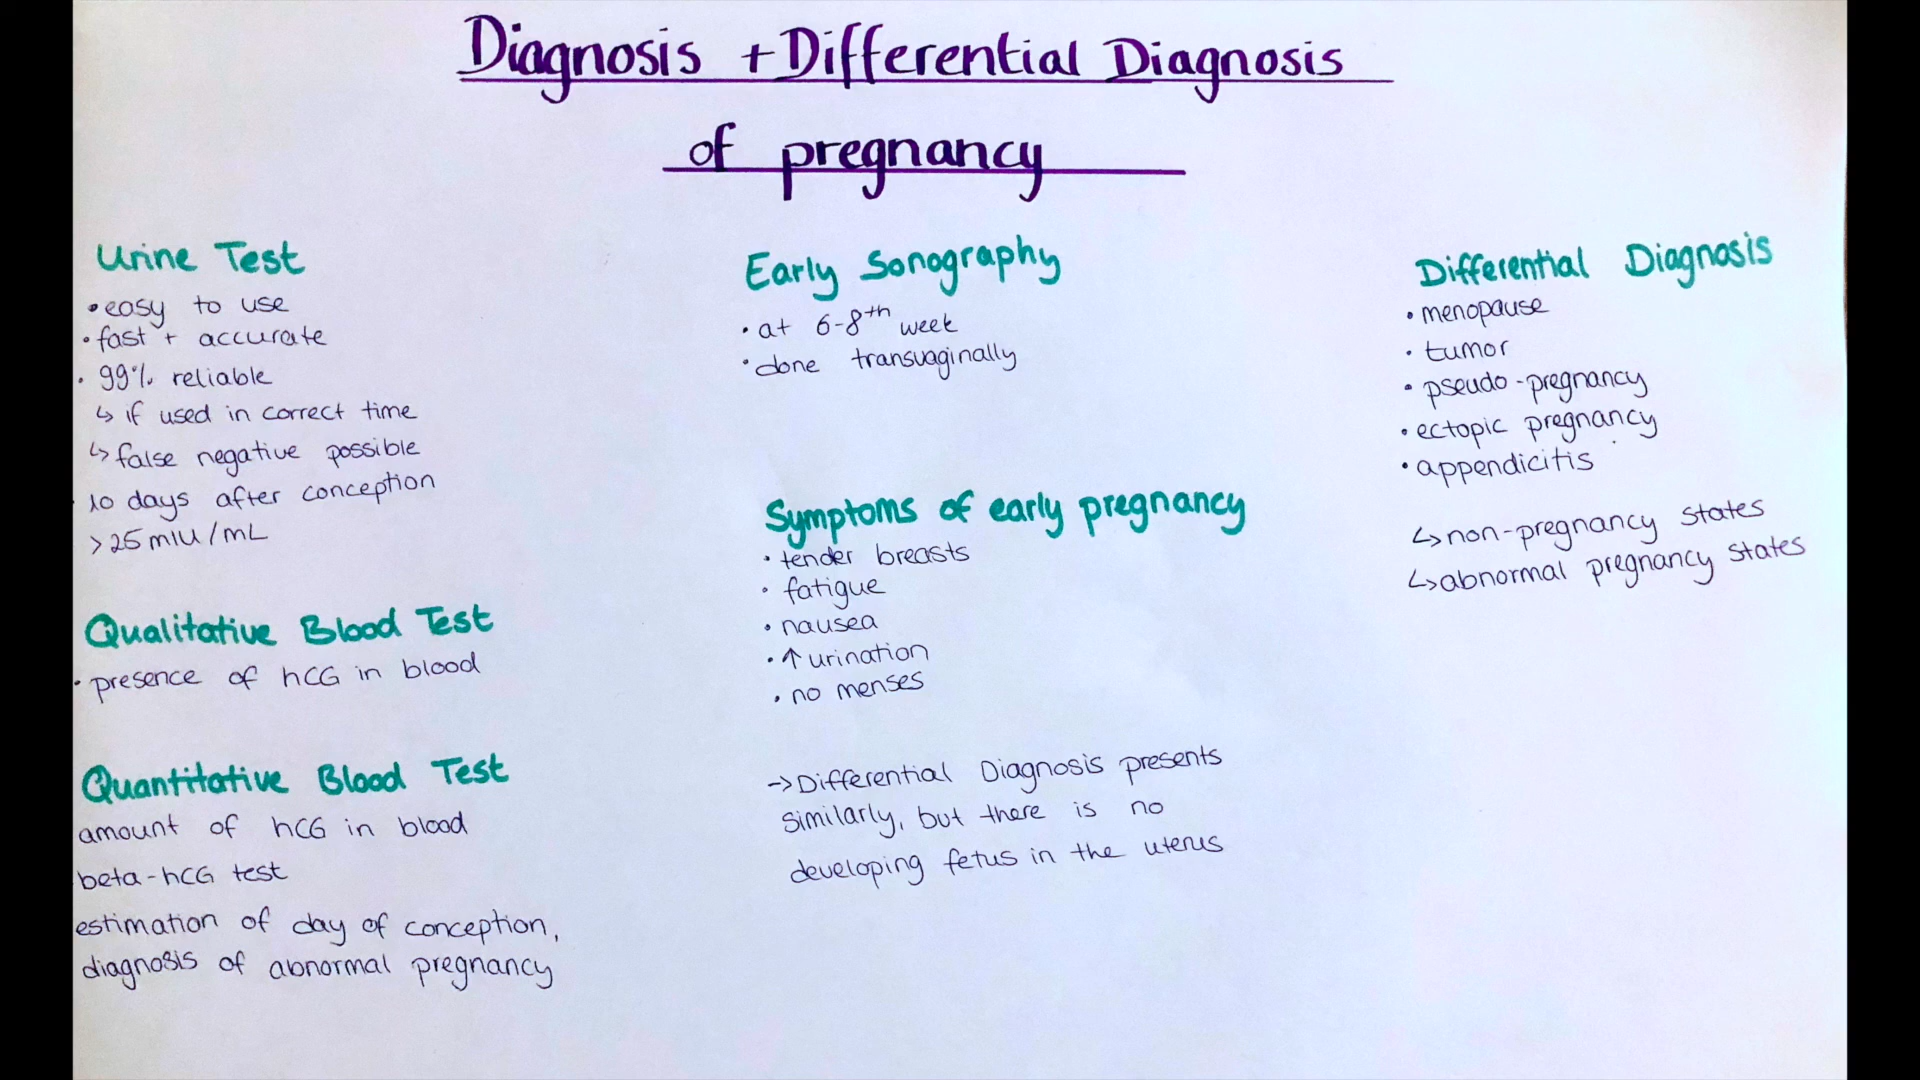 Diagnosis + Differential Diagnosis
of pregnancy
Urine Test
• easy to use
• fast + accurate
• 99% reliable
↳ if used in correct time
↳ false negative possible
• 10 days after conception
> 25 mIU/mL
Qualitative Blood Test
• presence of hCG in blood
Quantitative Blood Test
amount of hCG in blood
beta-hCG test
estimation of day of conception,
diagnosis of abnormal pregnancy
Early Sonography
• at 6-8th week
• done transvaginally
Symptoms of early pregnancy
• tender breasts
• fatigue
• nausea
• ↑ urination
• no menses
-> Differential Diagnosis presents
similarly, but there is no
developing fetus in the uterus
Differential Diagnosis
• menopause
• tumor
• pseudo-pregnancy
• ectopic pregnancy
• appendicitis
↳ non-pregnancy states
↳ abnormal pregnancy states